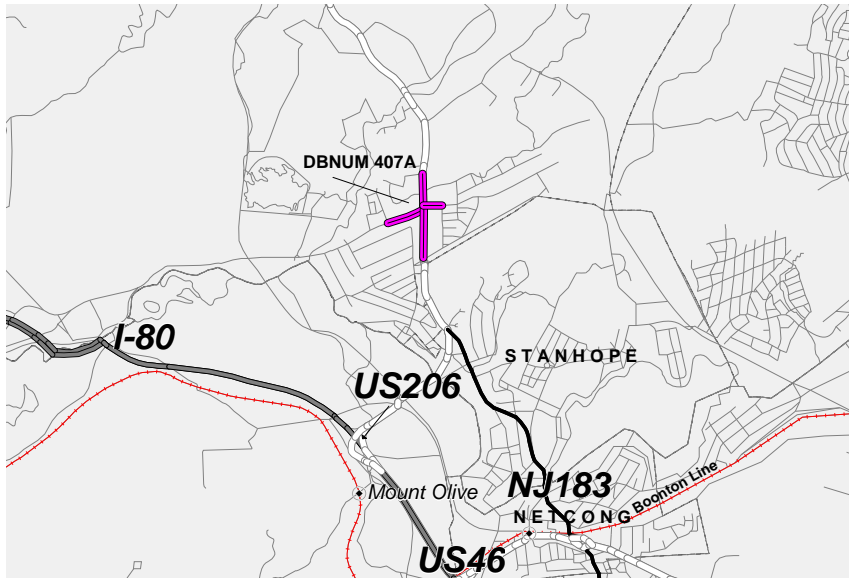 DBNUM 407A
I-80
STANHOPE
US206
Mount Olive
NJ183
Boonton Line
NETCONG
US46